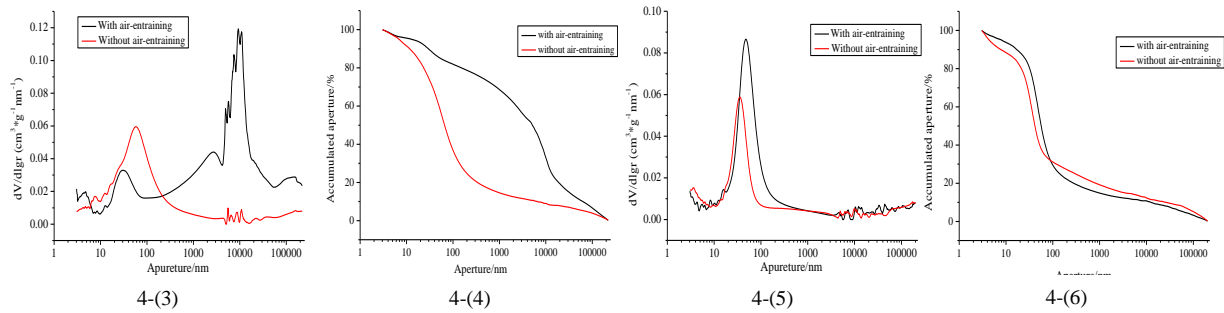 With air-entraining
Without air-entraining
0.12
0.10
0.08
0.06
0.04
0.02
0.00
dV/dlgr (cm³*g⁻¹ nm⁻¹)
1 10 100 1000 10000 100000
Apureture/nm
4-(3)
with air-entraining
without air-entraining
100
80
60
40
20
0
Accumulated aperture/%
1 10 100 1000 10000 100000
Aperture/nm
4-(4)
With air-entraining
Without air-entraining
0.10
0.08
0.06
0.04
0.02
0.00
dV/dlgr (cm³*g⁻¹ nm⁻¹)
10 100 1000 10000 100000
Apureture/nm
4-(5)
with air-entraining
without air-entraining
100
80
60
40
20
0
Accumulated aperture/%
1 10 100 1000 10000 100000
Aperture/nm
4-(6)